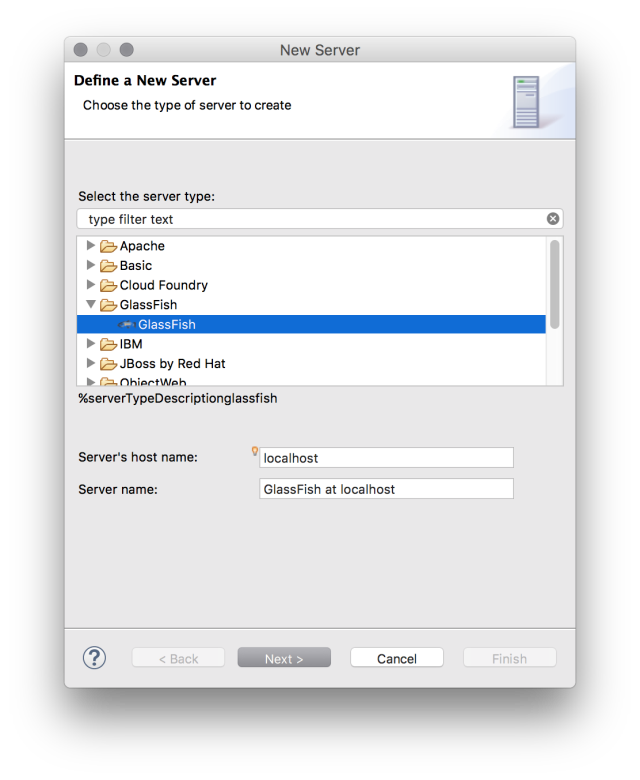 New Server
Define a New Server
Choose the type of server to create
Select the server type:
type filter text
Apache
Basic
Cloud Foundry
GlassFish
GlassFish
IBM
JBoss by Red Hat
ObjectWeb
%serverTypeDescriptionglassfish
Server's host name:
localhost
Server name:
GlassFish at localhost
?
< Back
Next >
Cancel
Finish